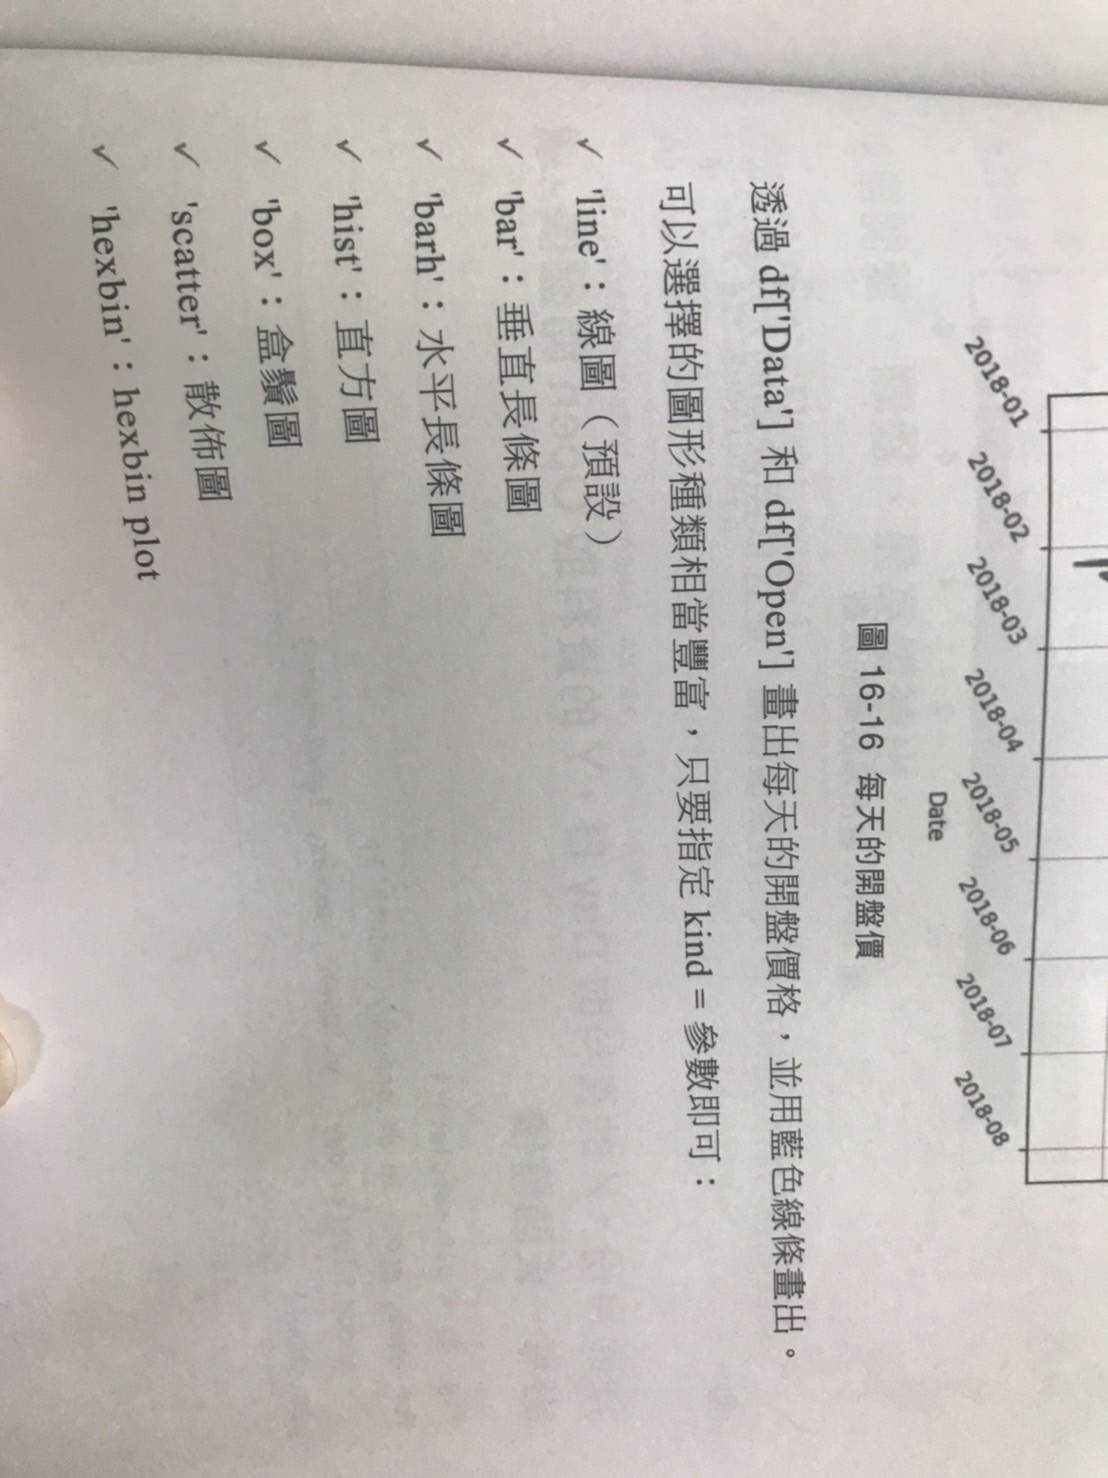 2018-01 2018-02 2018-03 2018-04 2018-05 2018-06 2018-07 2018-08
Date
圖 16-16 每天的開盤價
透過 df['Data'] 和 df['Open'] 畫出每天的開盤價格，並用藍色線條畫出。
可以選擇的圖形種類相當豐富，只要指定 kind = 參數即可：
✓ 'line'：線圖（預設）
✓ 'bar'：垂直長條圖
✓ 'barh'：水平長條圖
✓ 'hist'：直方圖
✓ 'box'：盒鬚圖
✓ 'scatter'：散佈圖
✓ 'hexbin'：hexbin plot